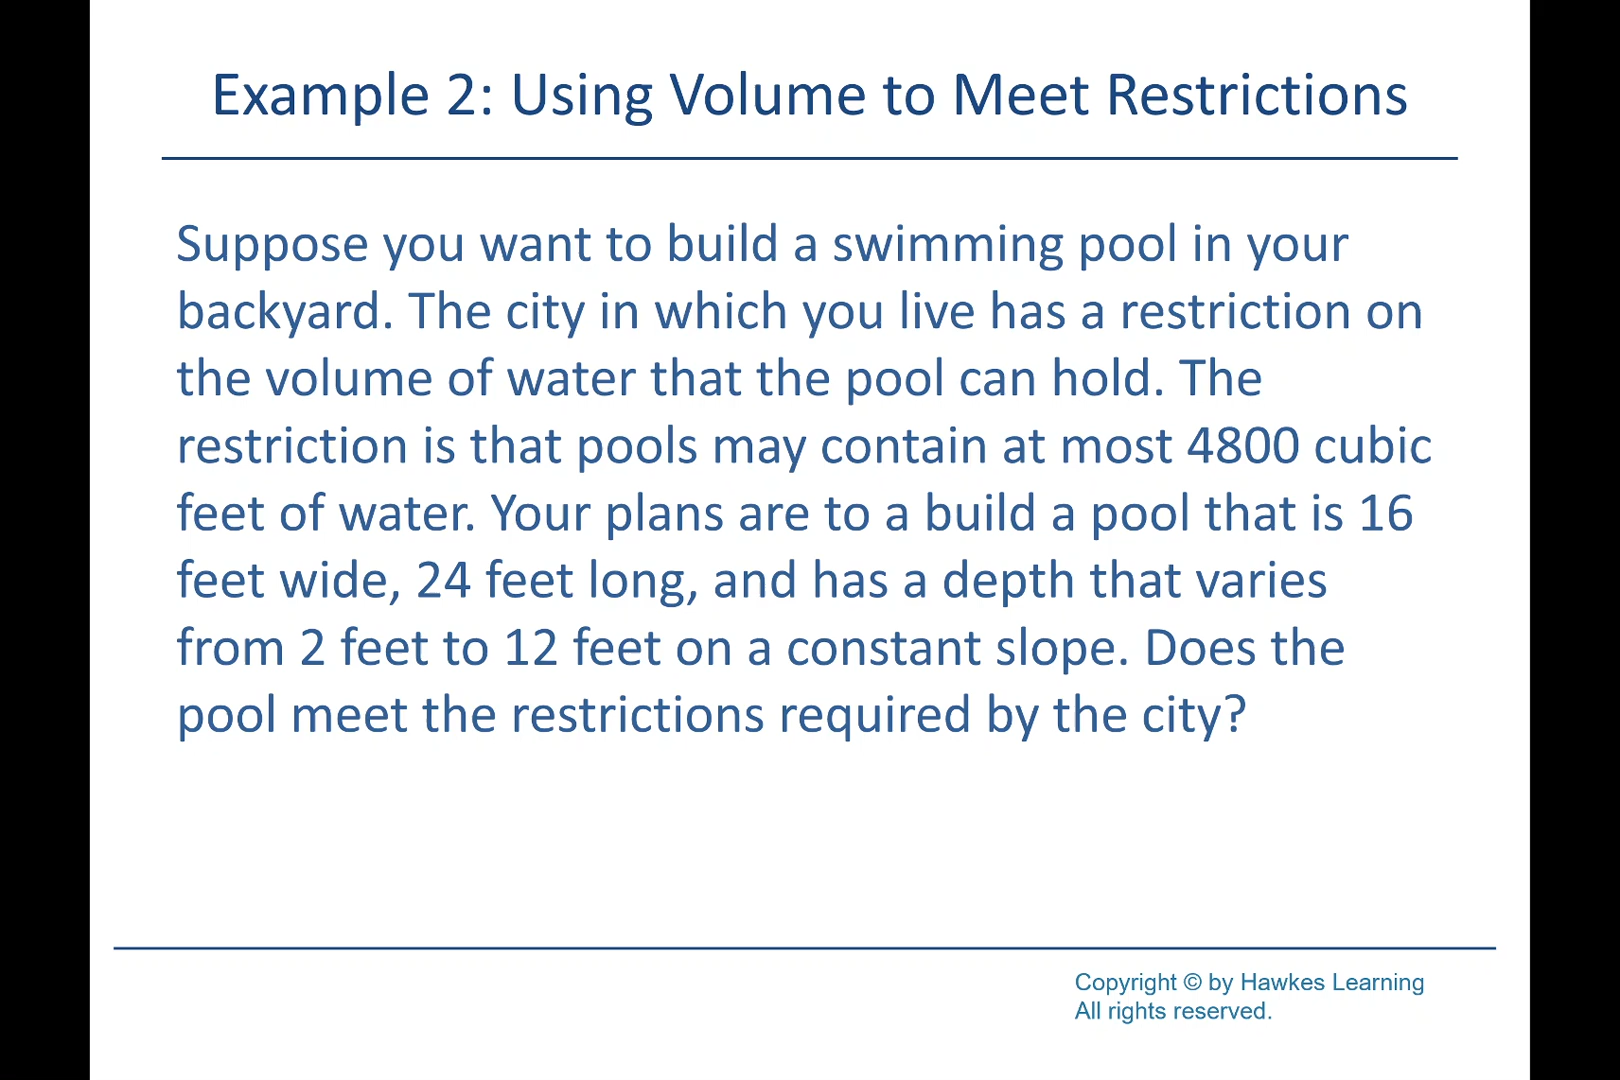 Example 2: Using Volume to Meet Restrictions
Suppose you want to build a swimming pool in your
backyard. The city in which you live has a restriction on
the volume of water that the pool can hold. The
restriction is that pools may contain at most 4800 cubic
feet of water. Your plans are to a build a pool that is 16
feet wide, 24 feet long, and has a depth that varies
from 2 feet to 12 feet on a constant slope. Does the
pool meet the restrictions required by the city?
Copyright © by Hawkes Learning
All rights reserved.